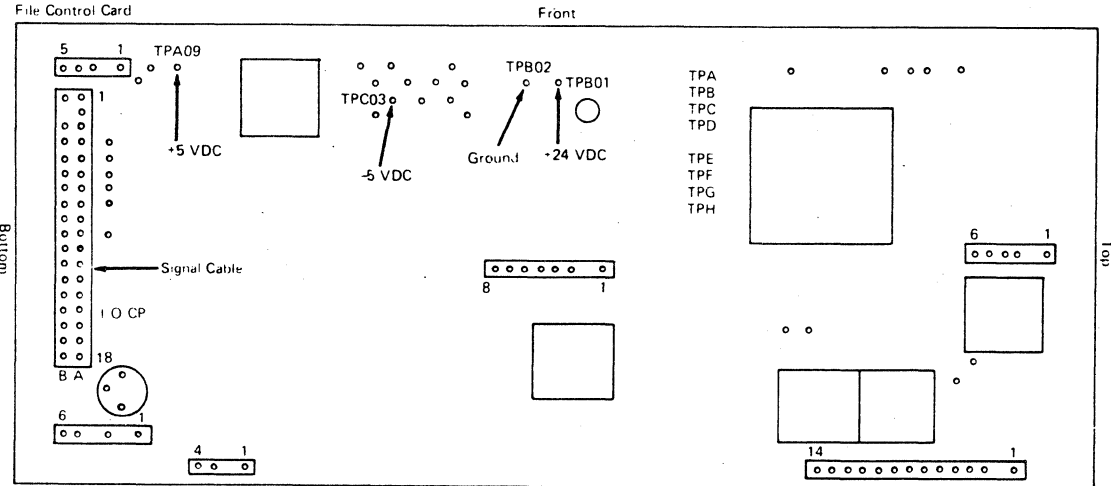 File Control Card
Front
5 1
TPA09
TPB02
TPB01
TPC03
+5 VDC
-5 VDC
Ground
+24 VDC
TPA
TPB
TPC
TPD
TPE
TPF
TPG
TPH
1
Bottom
Top
Signal Cable
6 1
8 1
I O CP
18
B A
6 1
4 1
14 1